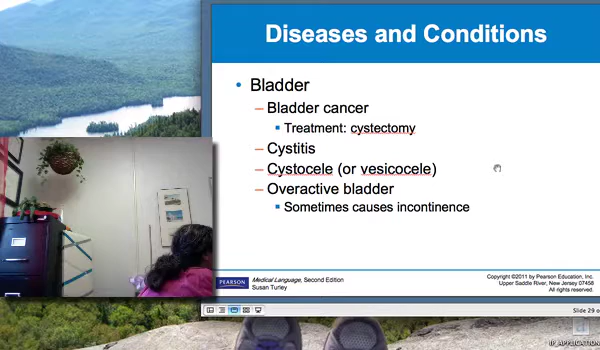 Diseases and Conditions
• Bladder
– Bladder cancer
▪ Treatment: cystectomy
– Cystitis
– Cystocele (or vesicocele)
– Overactive bladder
▪ Sometimes causes incontinence
PEARSON
Medical Language, Second Edition
Susan Turley
Copyright ©2011 by Pearson Education, Inc.
Upper Saddle River, New Jersey 07458
All rights reserved.
Slide 29 o